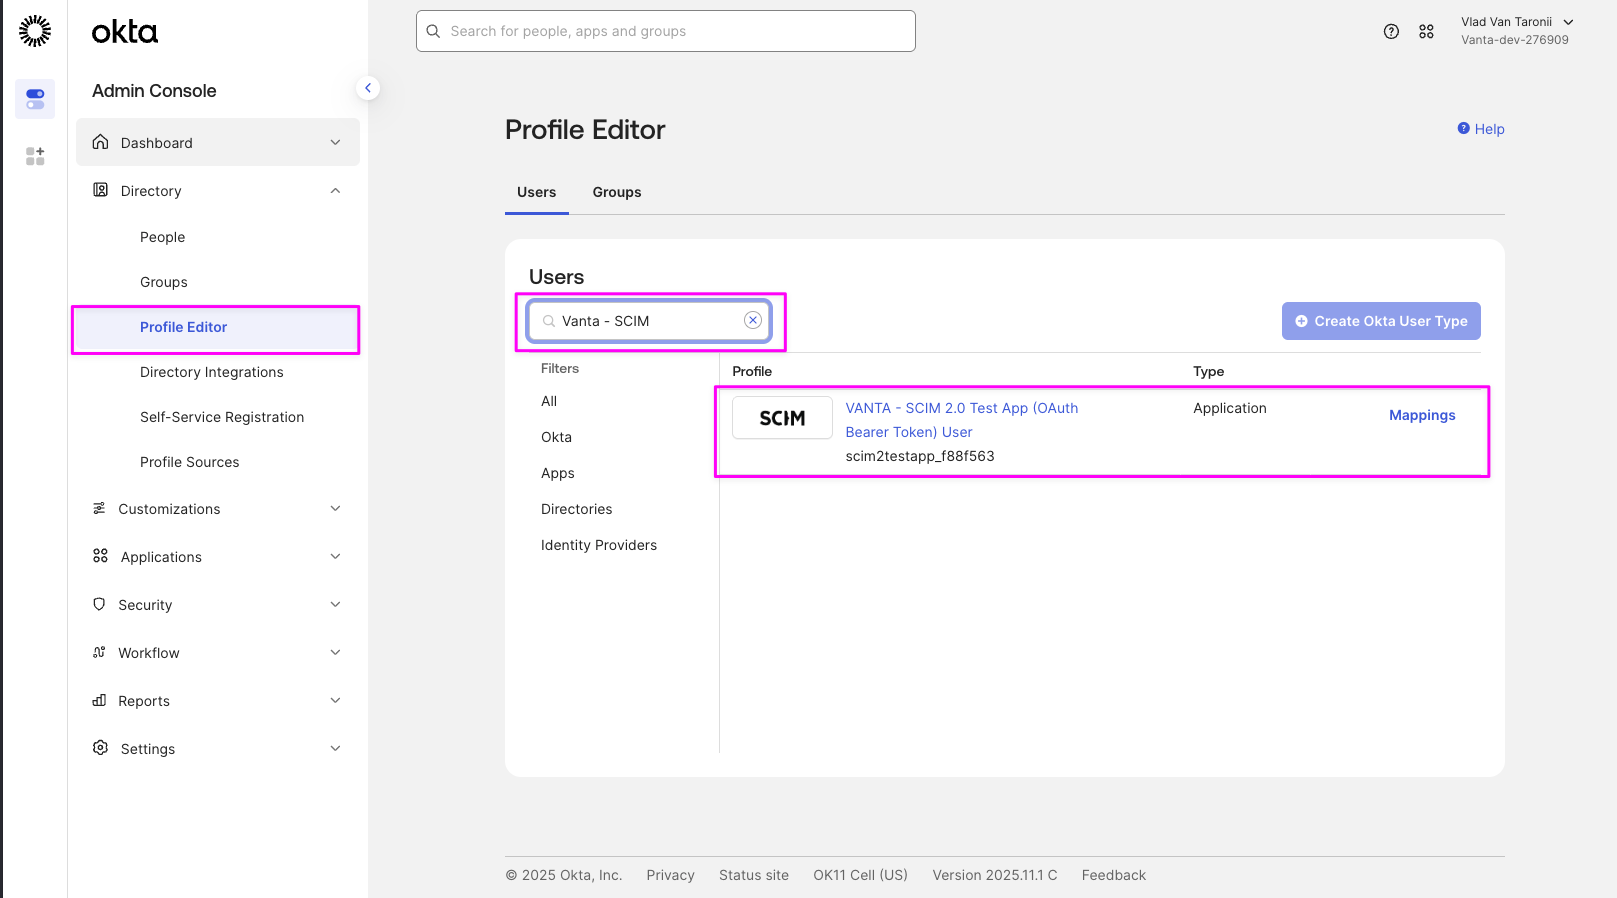 okta
Search for people, apps and groups
Vlad Van Taronii
Vanta-dev-276909
Admin Console
Dashboard
Directory
People
Groups
Profile Editor
Directory Integrations
Self-Service Registration
Profile Sources
Customizations
Applications
Security
Workflow
Reports
Settings
Profile Editor
Help
Users
Groups
Users
Vanta - SCIM
Create Okta User Type
Filters
All
Okta
Apps
Directories
Identity Providers
Profile
Type
SCIM
VANTA - SCIM 2.0 Test App (OAuth
Bearer Token) User
scim2testapp_f88f563
Application
Mappings
© 2025 Okta, Inc.
Privacy
Status site
OK11 Cell (US)
Version 2025.11.1 C
Feedback